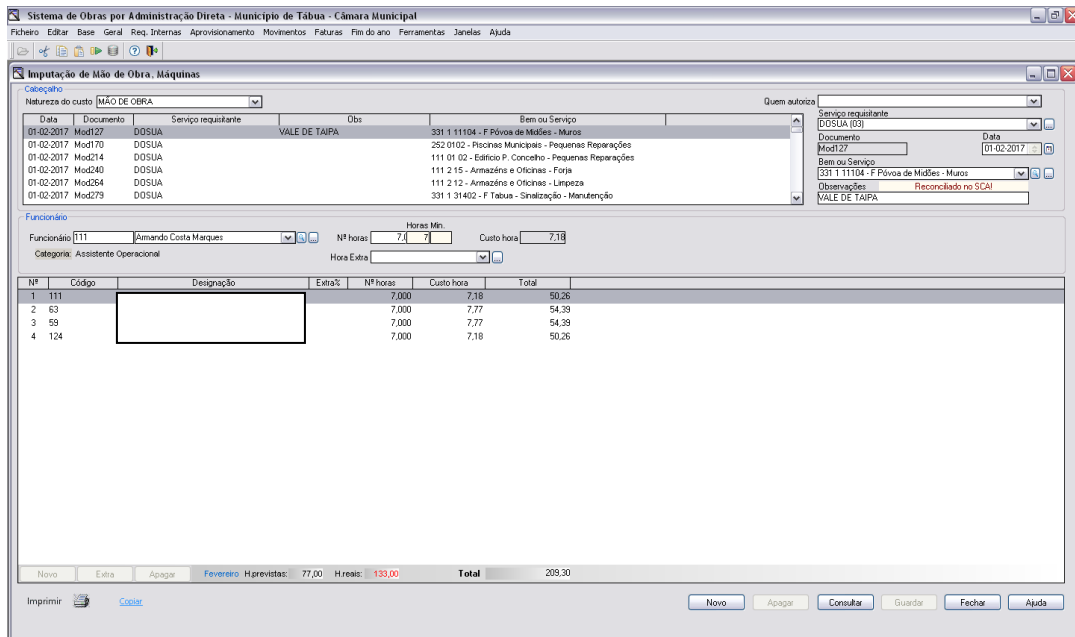 Sistema de Obras por Administração Direta - Município de Tábua - Câmara Municipal
Ficheiro Editar Base Geral Req. Internas Aprovisionamento Movimentos Faturas Fim do ano Ferramentas Janelas Ajuda
Imputação de Mão de Obra, Máquinas
Cabeçalho
Natureza do custo MÃO DE OBRA Quem autoriza
Data Documento Serviço requisitante Obs Bem ou Serviço
01-02-2017 Mod127 DOSUA VALE DE TAIPA 331 1 11104 - F Póvoa de Midões - Muros
01-02-2017 Mod170 DOSUA 252 0102 - Piscinas Municipais - Pequenas Reparações
01-02-2017 Mod214 DOSUA 111 01 02 - Edificio P. Concelho - Pequenas Reparações
01-02-2017 Mod240 DOSUA 111 2 15 - Armazéns e Oficinas - Forja
01-02-2017 Mod264 DOSUA 111 2 12 - Armazéns e Oficinas - Limpeza
01-02-2017 Mod279 DOSUA 331 1 31402 - F Tabua - Sinalização - Manutenção
Serviço requisitante
DOSUA (03)
Documento Data
Mod127 01-02-2017
Bem ou Serviço
331 1 11104 - F Póvoa de Midões - Muros
Observações Reconciliado no SCA!
VALE DE TAIPA
Funcionário
Horas Min.
Funcionário 111 Armando Costa Marques Nº horas 7,( 7 Custo hora 7,18
Categoria: Assistente Operacional Hora Extra
Nº Código Designação Extra% Nº horas Custo hora Total
1 111 7,000 7,18 50,26
2 63 7,000 7,77 54,39
3 59 7,000 7,77 54,39
4 124 7,000 7,18 50,26
Novo Extra Apagar Fevereiro H.previstas: 77,00 H.reais: 133,00 Total 209,30
Imprimir Copiar Novo Apagar Consultar Guardar Fechar Ajuda